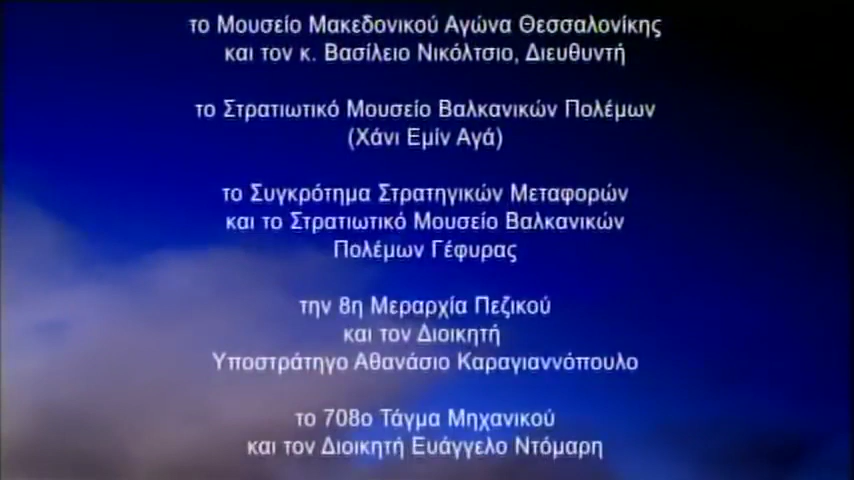 το Μουσείο Μακεδονικού Αγώνα Θεσσαλονίκης
και τον κ. Βασίλειο Νικόλτσιο, Διευθυντή
το Στρατιωτικό Μουσείο Βαλκανικών Πολέμων
(Χάνι Εμίν Αγά)
το Συγκρότημα Στρατηγικών Μεταφορών
και το Στρατιωτικό Μουσείο Βαλκανικών
Πολέμων Γέφυρας
την 8η Μεραρχία Πεζικού
και τον Διοικητή
Υποστράτηγο Αθανάσιο Καραγιαννόπουλο
το 708ο Τάγμα Μηχανικού
και τον Διοικητή Ευάγγελο Ντόμαρη